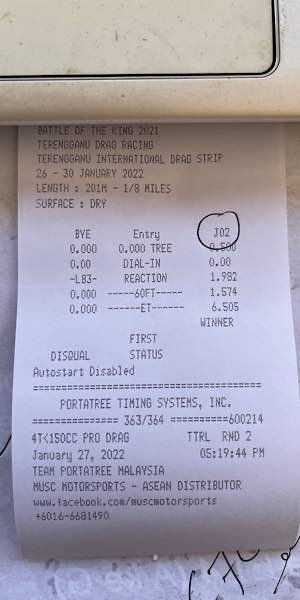 BATTLE OF THE KING 2021
TERENGGANU DRAG RACING
TERENGGANU INTERNATIONAL DRAG STRIP
26 - 30 JANUARY 2022
LENGTH : 201M - 1/8 MILES
SURFACE : DRY
BYE Entry J02
0.000 0.000 TREE 0.500
0.00 DIAL-IN 0.00
-LB3- REACTION 1.982
0.000 -----60FT----- 1.574
0.000 ------ET------ 6.505
WINNER
FIRST
DISQUAL STATUS
Autostart Disabled
=========================================
PORTATREE TIMING SYSTEMS, INC.
=============== 363/364 ==========600214
4TK150CC PRO DRAG TTRL RND 2
January 27, 2022 05:19:44 PM
TEAM PORTATREE MALAYSIA
MUSC MOTORSPORTS - ASEAN DISTRIBUTOR
www.facebook.com/muscmotorsports
+6016-6681490